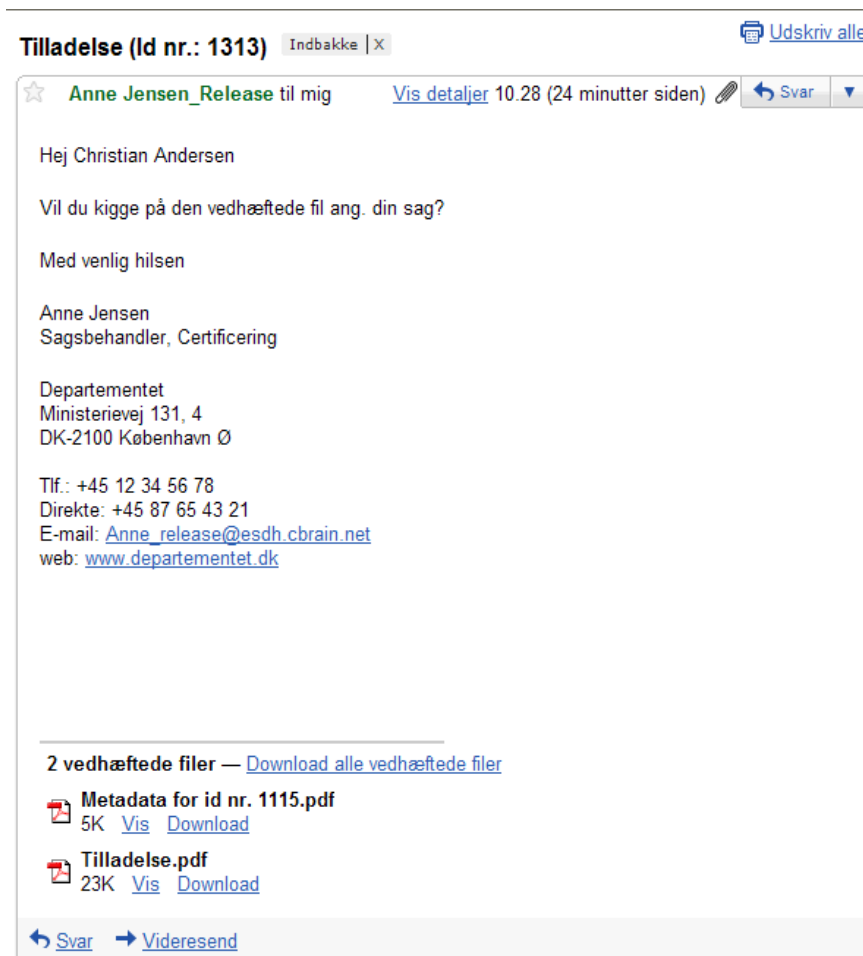 Tilladelse (Id nr.: 1313) Indbakke | X Udskriv alle
Anne Jensen_Release til mig Vis detaljer 10.28 (24 minutter siden) Svar
Hej Christian Andersen
Vil du kigge på den vedhæftede fil ang. din sag?
Med venlig hilsen
Anne Jensen
Sagsbehandler, Certificering
Departementet
Ministerievej 131, 4
DK-2100 København Ø
Tlf.: +45 12 34 56 78
Direkte: +45 87 65 43 21
E-mail: Anne_release@esdh.cbrain.net
web: www.departementet.dk
2 vedhæftede filer — Download alle vedhæftede filer
Metadata for id nr. 1115.pdf
5K Vis Download
Tilladelse.pdf
23K Vis Download
Svar Videresend